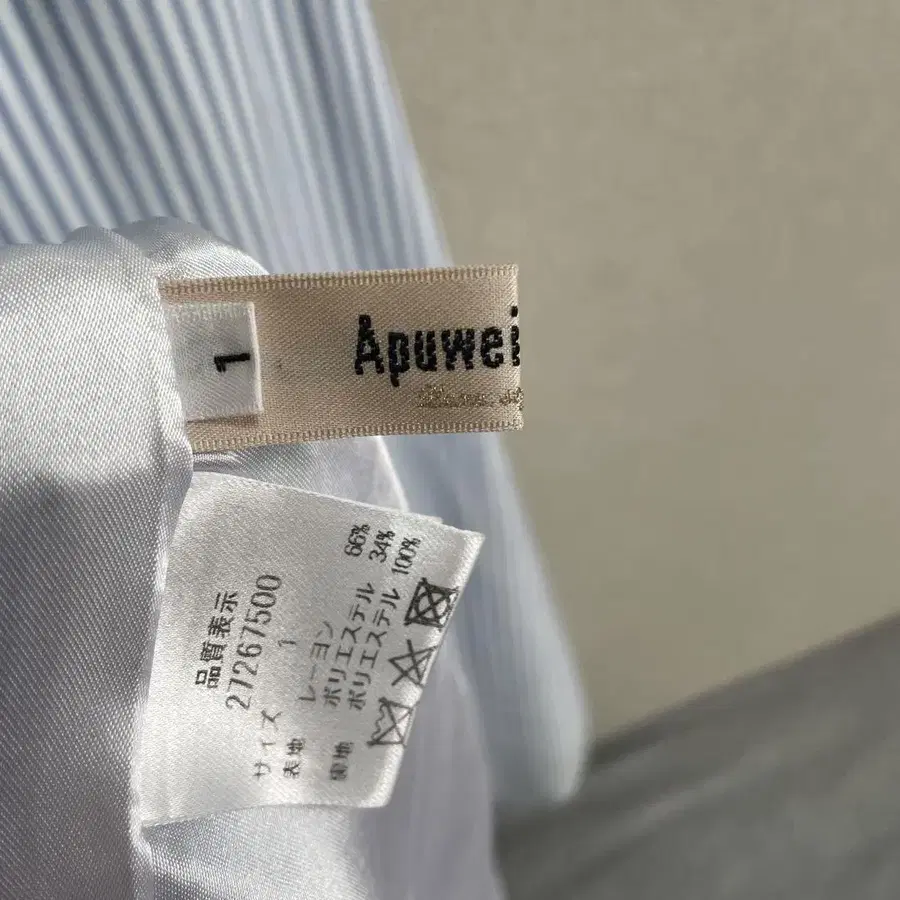 1
Apuwei
品質表示
27267500
サイズ 1
表地 レーヨン 66%
ポリエステル 34%
裏地 ポリエステル 100%